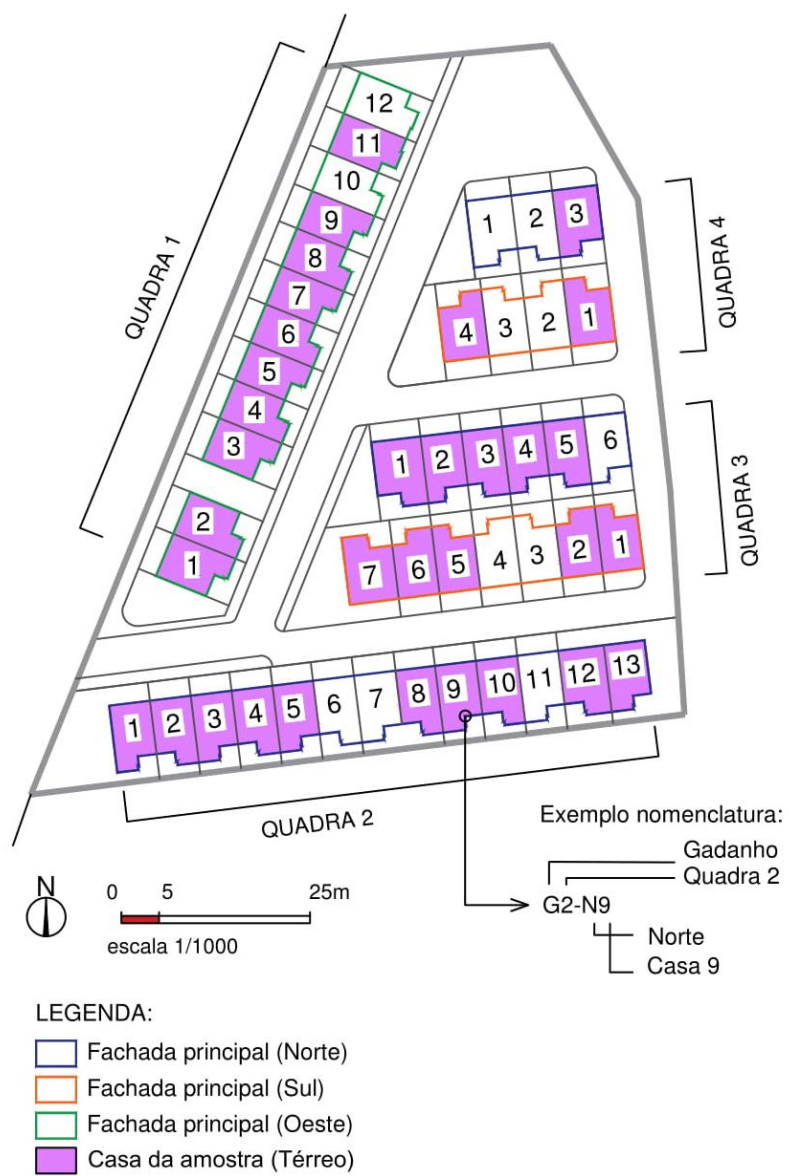 QUADRA 1
12
11
10
9
8
7
6
5
4
3
2
1
QUADRA 4
1 2 3
4 3 2 1
QUADRA 3
1 2 3 4 5 6
7 6 5 4 3 2 1
1 2 3 4 5 6 7 8 9 10 11 12 13
QUADRA 2
Exemplo nomenclatura:
Gadanho
Quadra 2
G2-N9
Norte
Casa 9
N
0 5 25m
escala 1/1000
LEGENDA:
Fachada principal (Norte)
Fachada principal (Sul)
Fachada principal (Oeste)
Casa da amostra (Térreo)